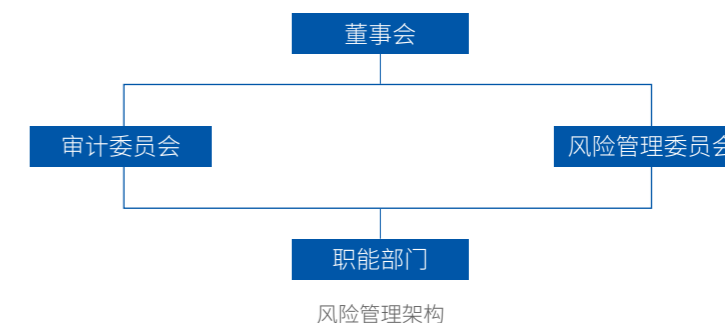 董事会
审计委员会
风险管理委员会
职能部门
风险管理架构